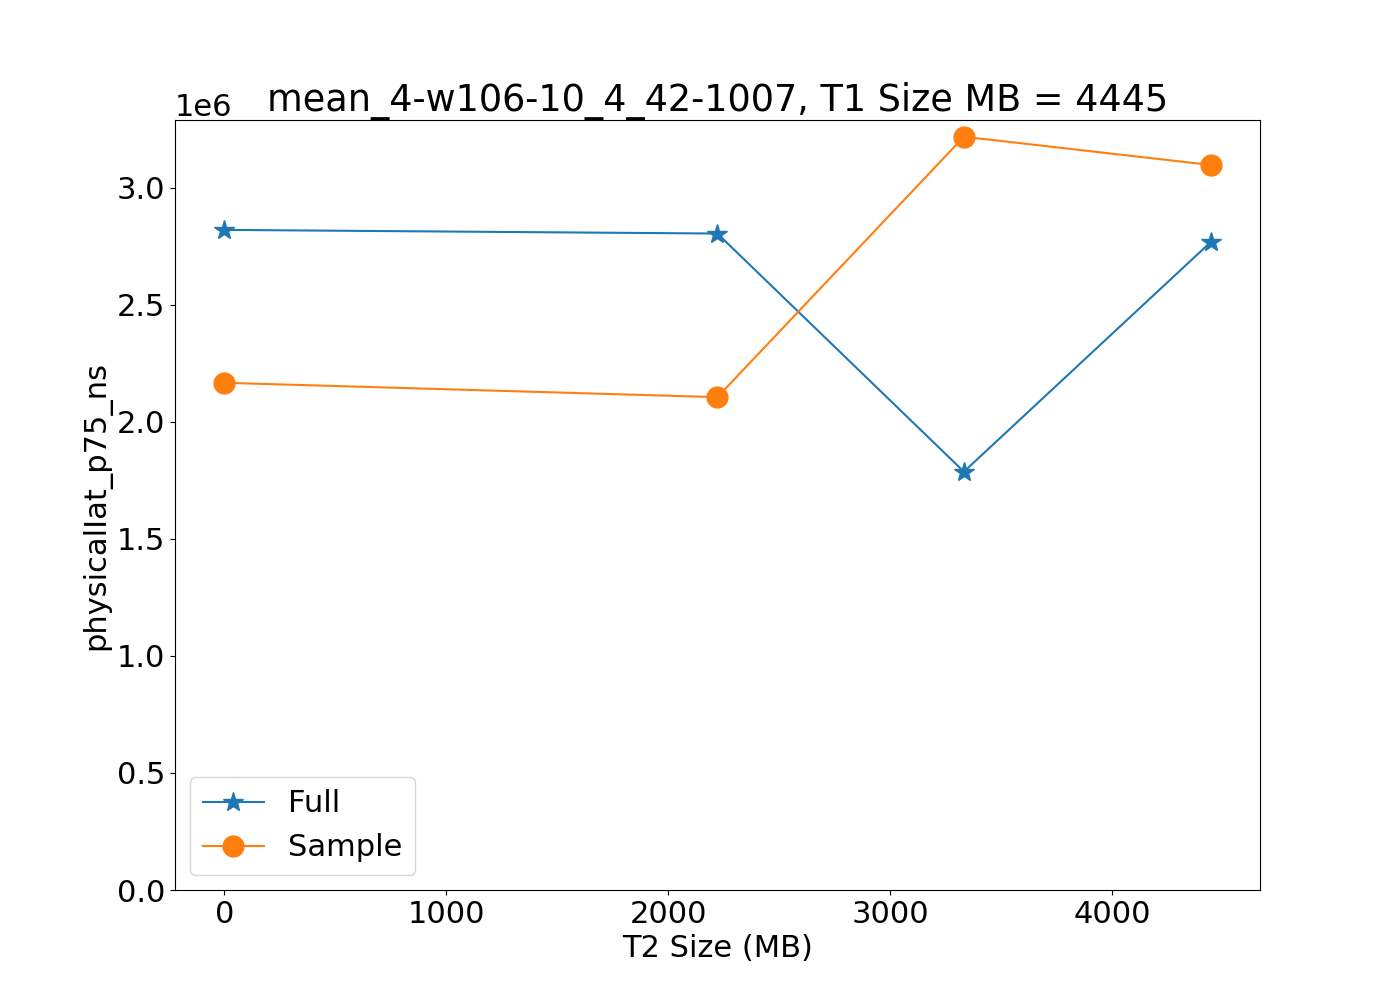 1e6
mean_4-w106-10_4_42-1007, T1 Size MB = 4445
physicallat_p75_ns
3.0
2.5
2.0
1.5
1.0
0.5
0.0
Full
Sample
0 1000 2000 3000 4000
T2 Size (MB)